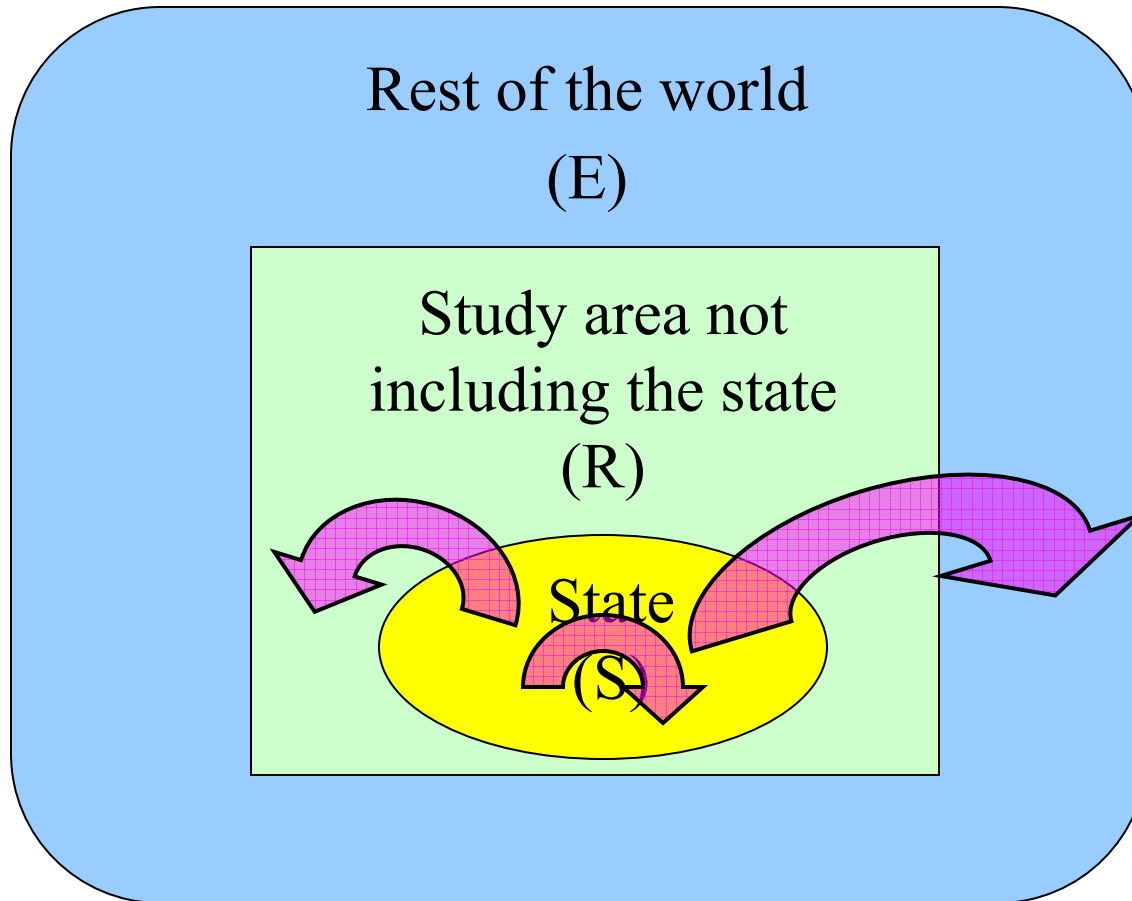 Rest of the world
(E)
Study area not
including the state
(R)
State
(S)